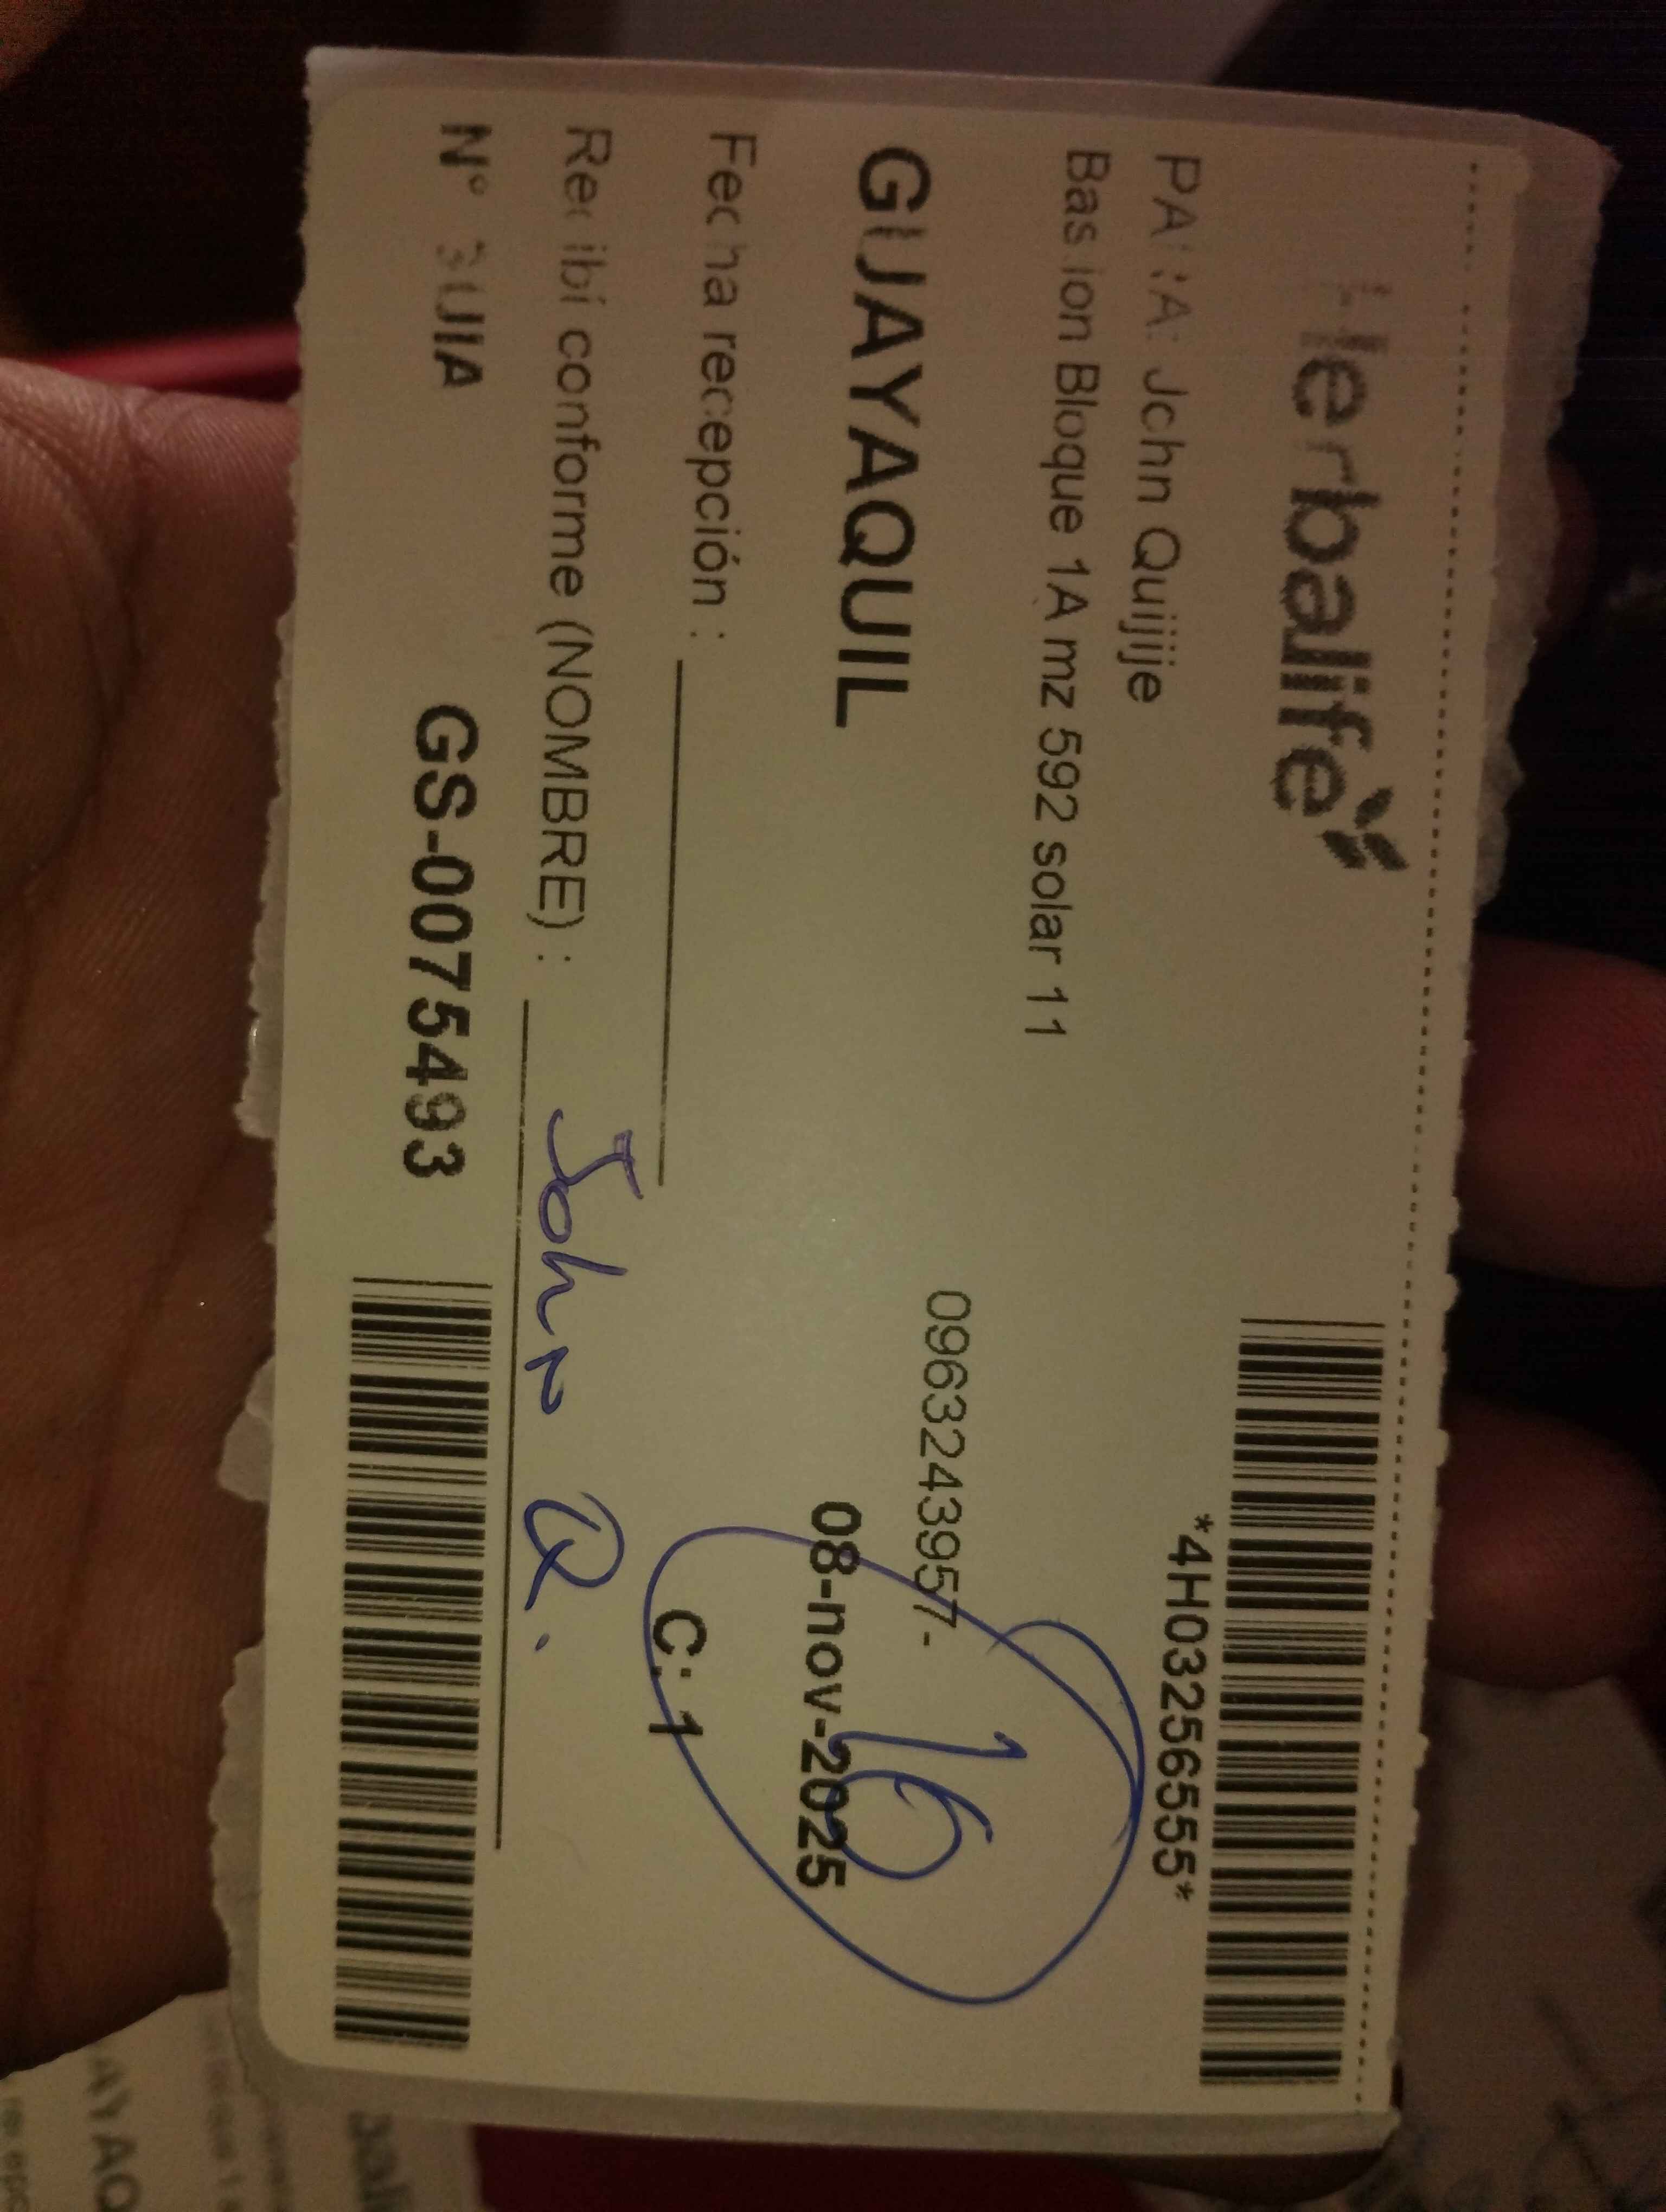 Herbalife
*4H03256555*
PARA: John Quijije
Bastion Bloque 1A mz 592 solar 11
0963243957-
GUAYAQUIL
08-nov-2025
16
Fecha recepción :
C: 1
Recibí conforme (NOMBRE) : John Q.
N° GUIA GS-0075493